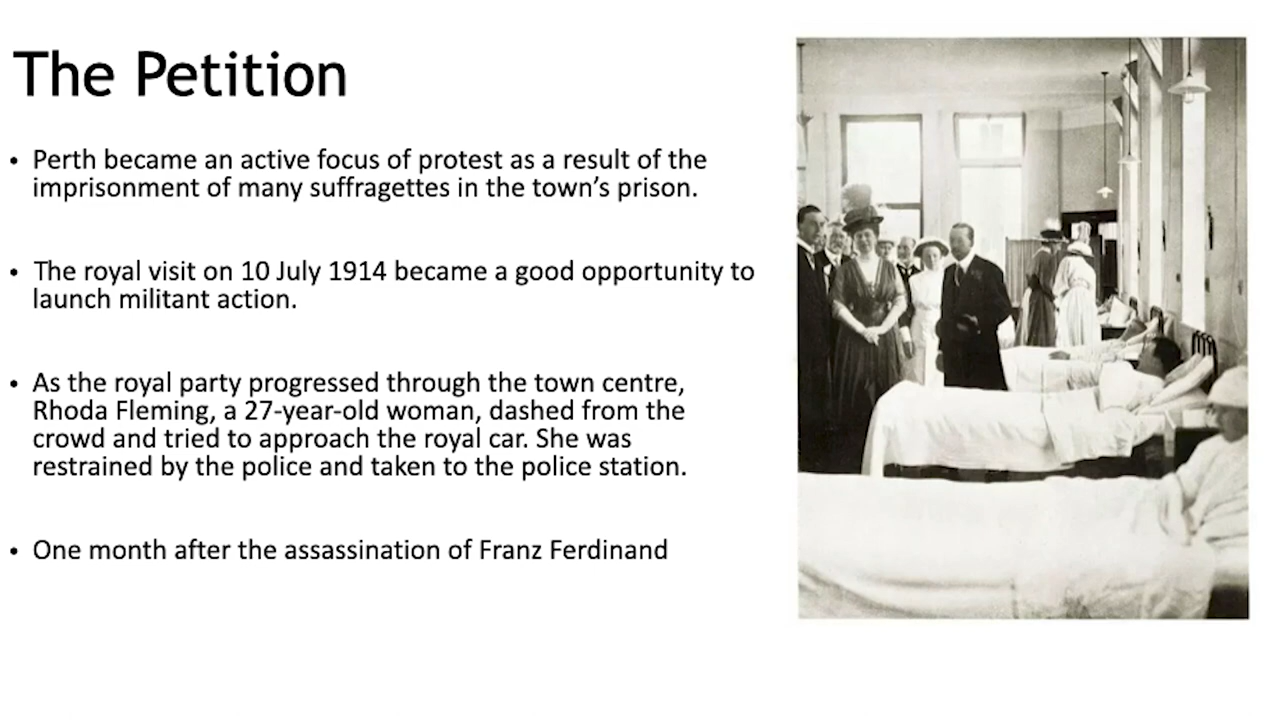 The Petition
• Perth became an active focus of protest as a result of the
imprisonment of many suffragettes in the town’s prison.
• The royal visit on 10 July 1914 became a good opportunity to
launch militant action.
• As the royal party progressed through the town centre,
Rhoda Fleming, a 27-year-old woman, dashed from the
crowd and tried to approach the royal car. She was
restrained by the police and taken to the police station.
• One month after the assassination of Franz Ferdinand